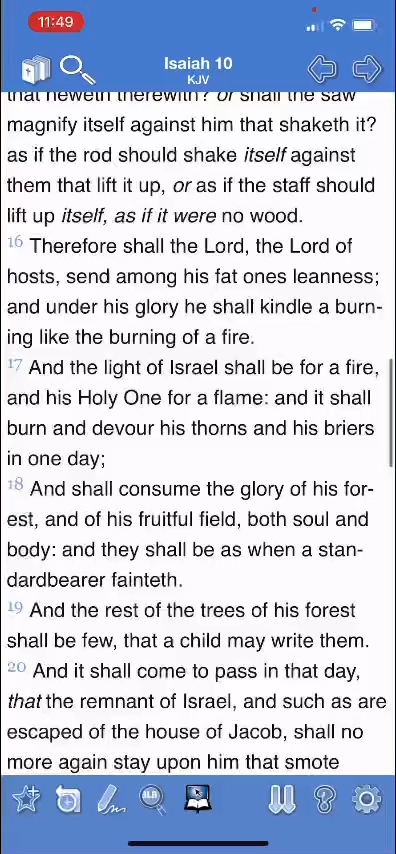 11:49
Isaiah 10
KJV
that heweth therewith? or shall the saw
magnify itself against him that shaketh it?
as if the rod should shake itself against
them that lift it up, or as if the staff should
lift up itself, as if it were no wood.
16 Therefore shall the Lord, the Lord of
hosts, send among his fat ones leanness;
and under his glory he shall kindle a burn-
ing like the burning of a fire.
17 And the light of Israel shall be for a fire,
and his Holy One for a flame: and it shall
burn and devour his thorns and his briers
in one day;
18 And shall consume the glory of his for-
est, and of his fruitful field, both soul and
body: and they shall be as when a stan-
dardbearer fainteth.
19 And the rest of the trees of his forest
shall be few, that a child may write them.
20 And it shall come to pass in that day,
that the remnant of Israel, and such as are
escaped of the house of Jacob, shall no
more again stay upon him that smote
BLB